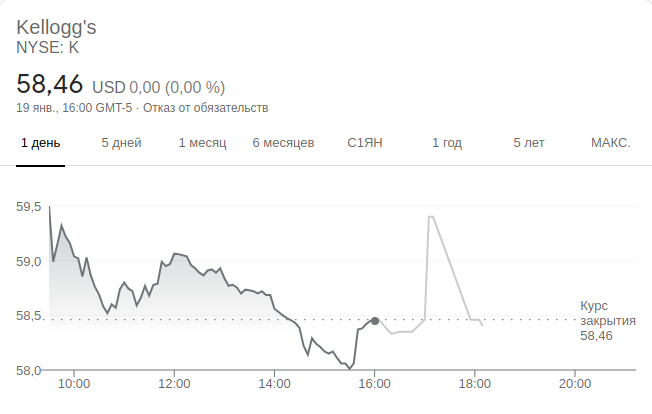 Kellogg's
NYSE: K
58,46 USD 0,00 (0,00 %)
19 янв., 16:00 GMT-5 · Отказ от обязательств
1 день 5 дней 1 месяц 6 месяцев С1ЯН 1 год 5 лет МАКС.
59,5
59,0
58,5
58,0
Курс
закрытия
58,46
10:00 12:00 14:00 16:00 18:00 20:00